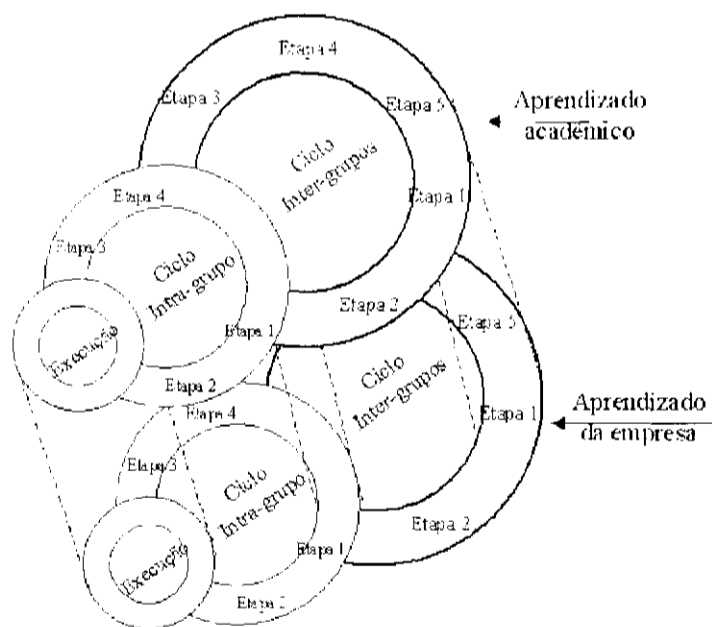 Etapa 4
Etapa 3
Etapa 5
Aprendizado
acadêmico
Ciclo
Inter-grupos
Etapa 1
Etapa 2
Etapa 4
Etapa 3
Ciclo
Intra-grupo
Execução
Etapa 1
Etapa 2
Etapa 5
Ciclo
Inter-grupos
Etapa 1
Aprendizado
da empresa
Etapa 2
Etapa 4
Etapa 3
Ciclo
Intra-grupo
Execução
Etapa 1
Etapa 2